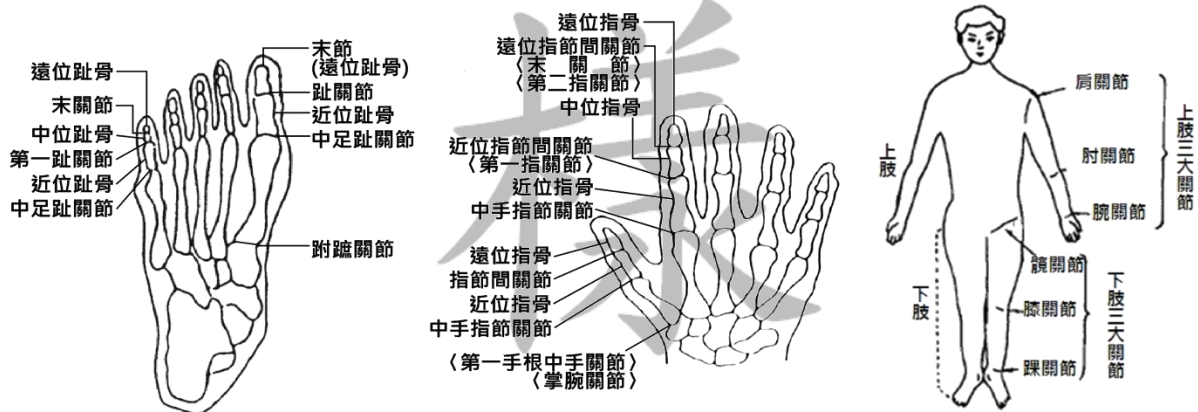 遠位趾骨
末關節
中位趾骨
第一趾關節
近位趾骨
中足趾關節
末節
(遠位趾骨)
趾關節
近位趾骨
中足趾關節
跗蹠關節
樣
遠位指骨
遠位指節間關節
〈末關節〉
〈第二指關節〉
中位指骨
近位指節間關節
〈第一指關節〉
近位指骨
中手指節關節
遠位指骨
指節間關節
近位指骨
中手指節關節
〈第一手根中手關節〉
〈掌腕關節〉
上肢
下肢
肩關節
肘關節
腕關節
上肢三大關節
髖關節
膝關節
踝關節
下肢三大關節